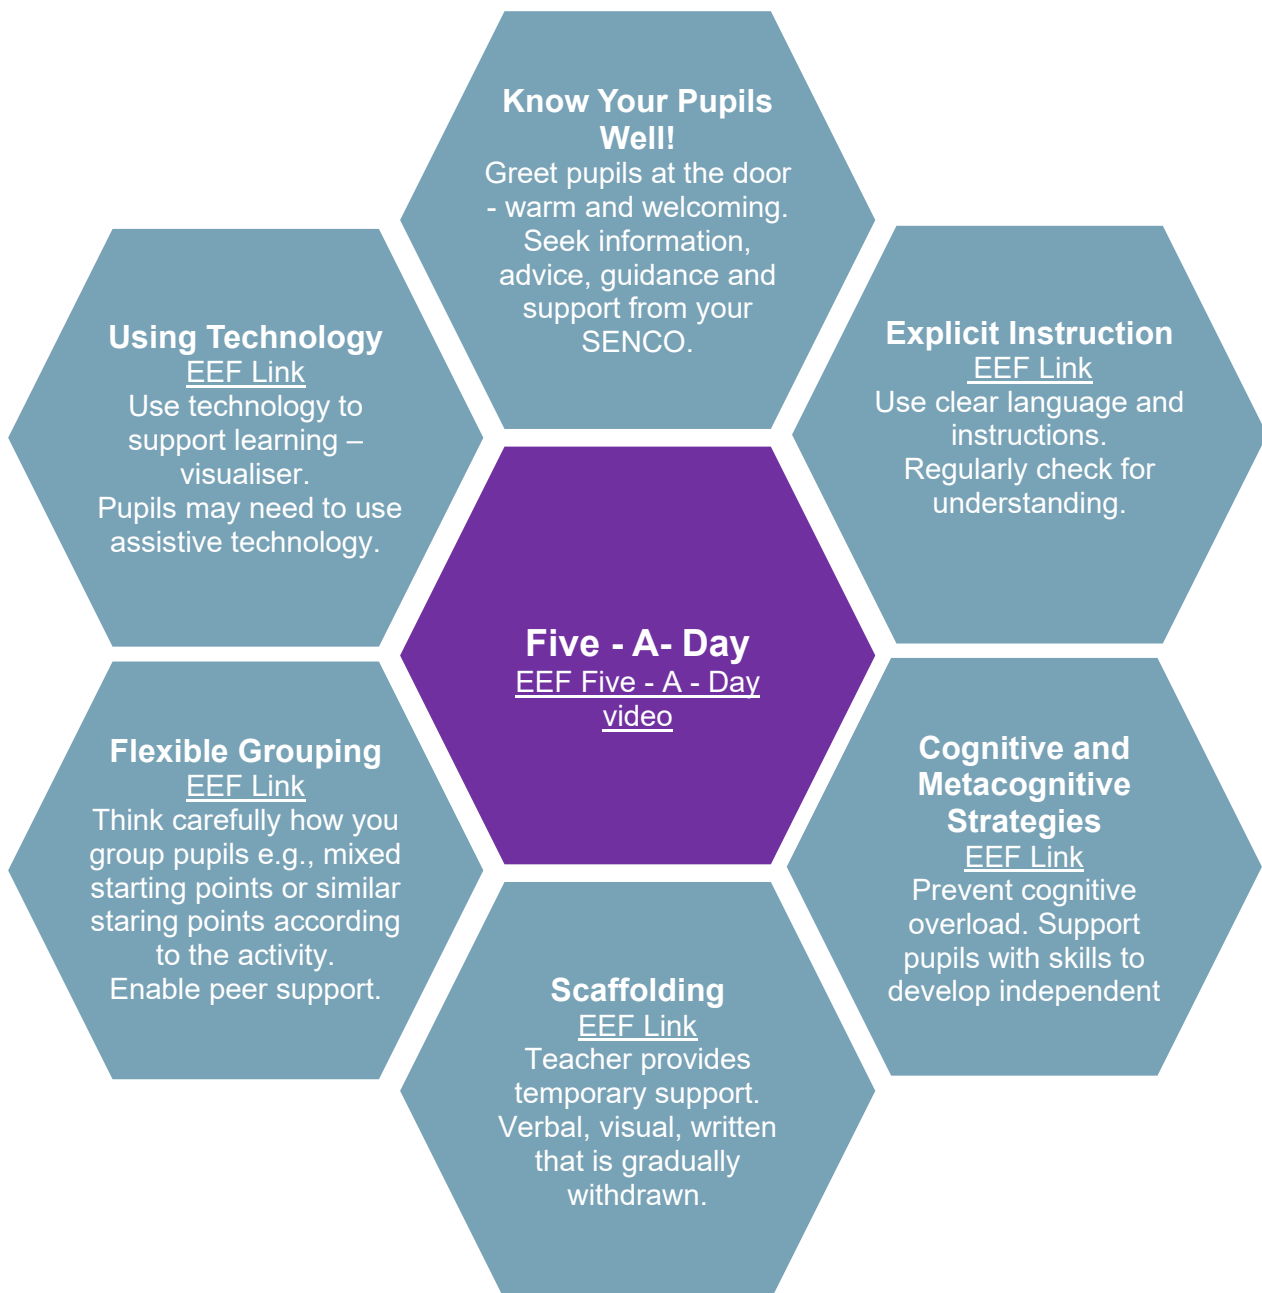 Know Your Pupils
Well!
Greet pupils at the door
- warm and welcoming.
Seek information,
advice, guidance and
support from your
SENCO.
Using Technology
EEF Link
Use technology to
support learning –
visualiser.
Pupils may need to use
assistive technology.
Explicit Instruction
EEF Link
Use clear language and
instructions.
Regularly check for
understanding.
Five - A- Day
EEF Five - A - Day
video
Flexible Grouping
EEF Link
Think carefully how you
group pupils e.g., mixed
starting points or similar
staring points according
to the activity.
Enable peer support.
Cognitive and
Metacognitive
Strategies
EEF Link
Prevent cognitive
overload. Support
pupils with skills to
develop independent
Scaffolding
EEF Link
Teacher provides
temporary support.
Verbal, visual, written
that is gradually
withdrawn.